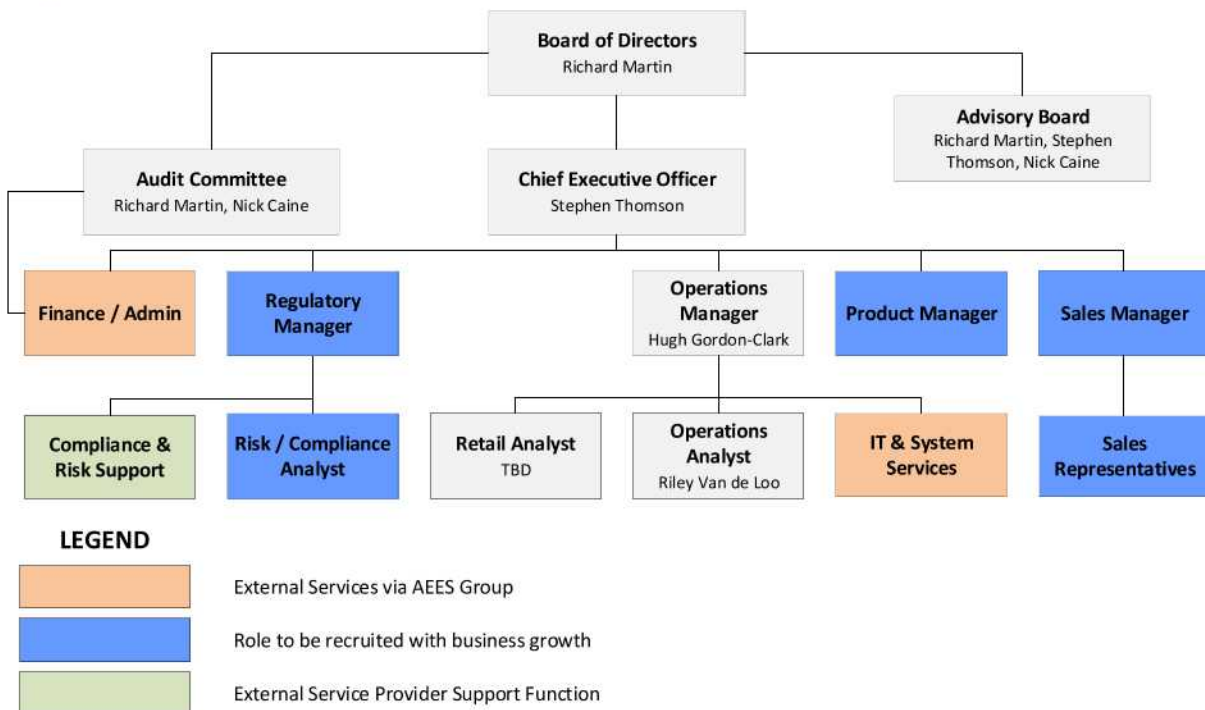 Board of Directors
Richard Martin
Advisory Board
Richard Martin, Stephen
Thomson, Nick Caine
Audit Committee
Richard Martin, Nick Caine
Chief Executive Officer
Stephen Thomson
Finance / Admin
Regulatory
Manager
Operations
Manager
Hugh Gordon-Clark
Product Manager
Sales Manager
Compliance &
Risk Support
Risk / Compliance
Analyst
Retail Analyst
TBD
Operations
Analyst
Riley Van de Loo
IT & System
Services
Sales
Representatives
LEGEND
External Services via AEES Group
Role to be recruited with business growth
External Service Provider Support Function